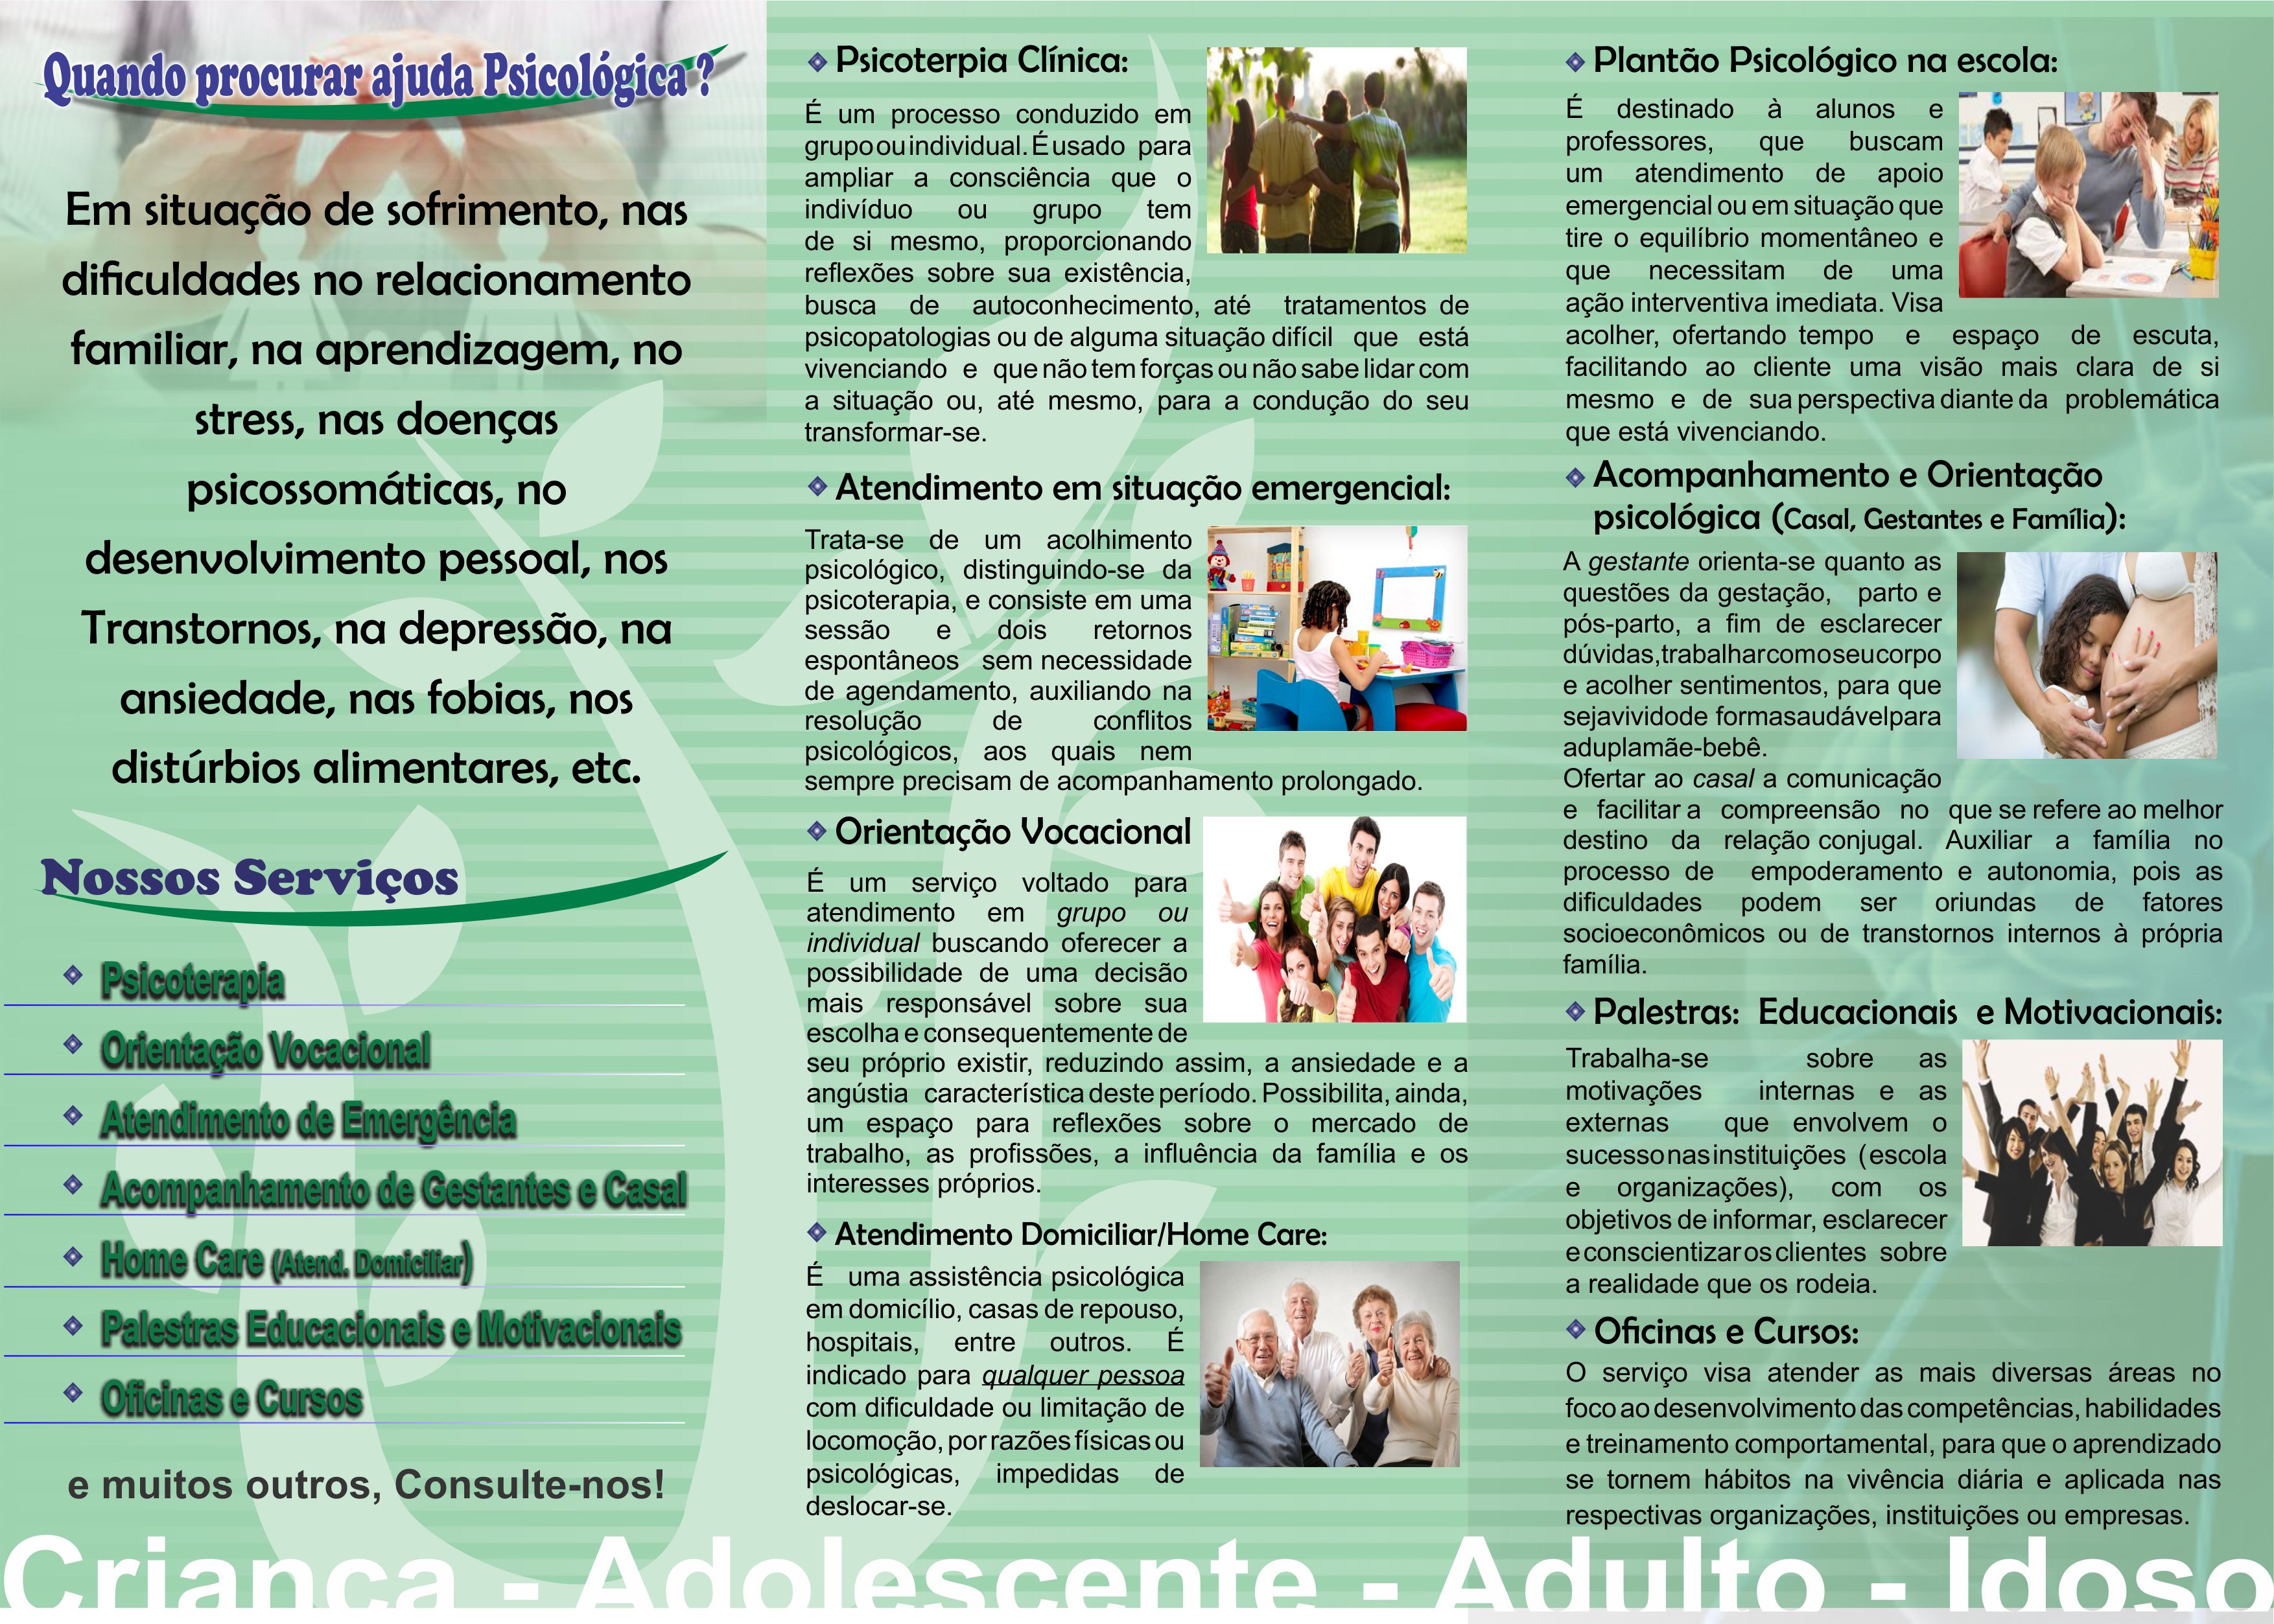 Quando procurar ajuda Psicológica ?
Em situação de sofrimento, nas
dificuldades no relacionamento
familiar, na aprendizagem, no
stress, nas doenças
psicossomáticas, no
desenvolvimento pessoal, nos
Transtornos, na depressão, na
ansiedade, nas fobias, nos
distúrbios alimentares, etc.
Nossos Serviços
Psicoterapia
Orientação Vocacional
Atendimento de Emergência
Acompanhamento de Gestantes e Casal
Home Care (Atend. Domiciliar)
Palestras Educacionais e Motivacionais
Oficinas e Cursos
e muitos outros, Consulte-nos!
Psicoterpia Clínica:
É um processo conduzido em
grupo ou individual. É usado para
ampliar a consciência que o
indivíduo ou grupo tem
de si mesmo, proporcionando
reflexões sobre sua existência,
busca de autoconhecimento, até tratamentos de
psicopatologias ou de alguma situação difícil que está
vivenciando e que não tem forças ou não sabe lidar com
a situação ou, até mesmo, para a condução do seu
transformar-se.
Atendimento em situação emergencial:
Trata-se de um acolhimento
psicológico, distinguindo-se da
psicoterapia, e consiste em uma
sessão e dois retornos
espontâneos sem necessidade
de agendamento, auxiliando na
resolução de conflitos
psicológicos, aos quais nem
sempre precisam de acompanhamento prolongado.
Orientação Vocacional
É um serviço voltado para
atendimento em grupo ou
individual buscando oferecer a
possibilidade de uma decisão
mais responsável sobre sua
escolha e consequentemente de
seu próprio existir, reduzindo assim, a ansiedade e a
angústia característica deste período. Possibilita, ainda,
um espaço para reflexões sobre o mercado de
trabalho, as profissões, a influência da família e os
interesses próprios.
Atendimento Domiciliar/Home Care:
É uma assistência psicológica
em domicílio, casas de repouso,
hospitais, entre outros. É
indicado para qualquer pessoa
com dificuldade ou limitação de
locomoção, por razões físicas ou
psicológicas, impedidas de
deslocar-se.
Plantão Psicológico na escola:
É destinado à alunos e
professores, que buscam
um atendimento de apoio
emergencial ou em situação que
tire o equilíbrio momentâneo e
que necessitam de uma
ação interventiva imediata. Visa
acolher, ofertando tempo e espaço de escuta,
facilitando ao cliente uma visão mais clara de si
mesmo e de sua perspectiva diante da problemática
que está vivenciando.
Acompanhamento e Orientação
psicológica (Casal, Gestantes e Família):
A gestante orienta-se quanto as
questões da gestação, parto e
pós-parto, a fim de esclarecer
dúvidas, trabalhar com o seu corpo
e acolher sentimentos, para que
seja vivido de forma saudável para
a dupla mãe-bebê.
Ofertar ao casal a comunicação
e facilitar a compreensão no que se refere ao melhor
destino da relação conjugal. Auxiliar a família no
processo de empoderamento e autonomia, pois as
dificuldades podem ser oriundas de fatores
socioeconômicos ou de transtornos internos à própria
família.
Palestras: Educacionais e Motivacionais:
Trabalha-se sobre as
motivações internas e as
externas que envolvem o
sucesso nas instituições (escola
e organizações), com os
objetivos de informar, esclarecer
e conscientizar os clientes sobre
a realidade que os rodeia.
Oficinas e Cursos:
O serviço visa atender as mais diversas áreas no
foco ao desenvolvimento das competências, habilidades
e treinamento comportamental, para que o aprendizado
se tornem hábitos na vivência diária e aplicada nas
respectivas organizações, instituições ou empresas.
Criança - Adolescente - Adulto - Idoso